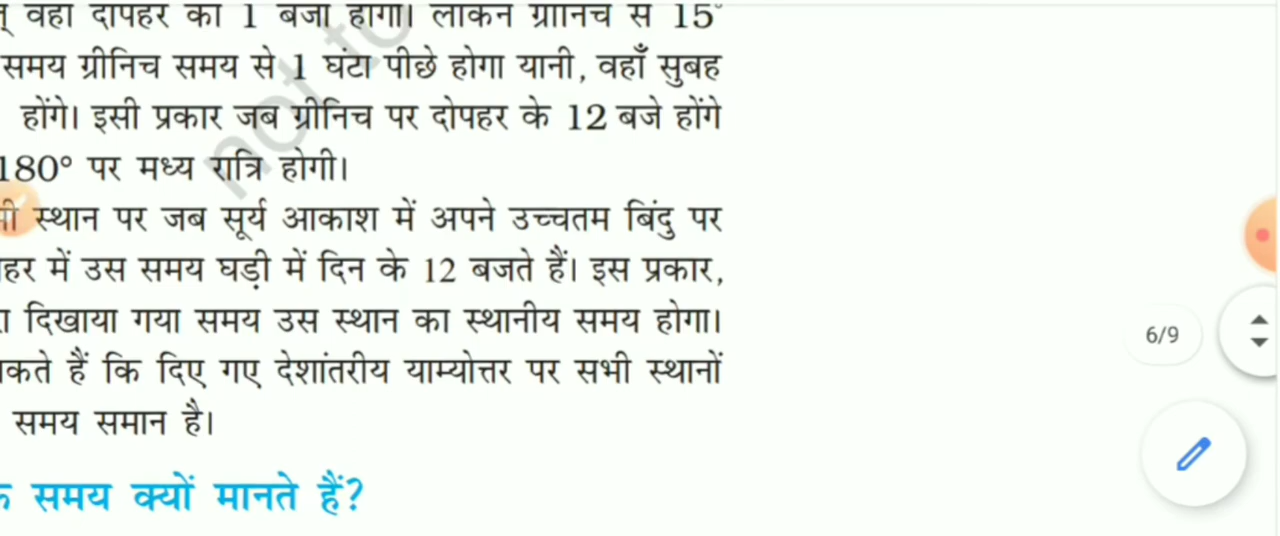 वहाँ दोपहर का 1 बजा होगा। लेकिन ग्रीनिच से 15°
समय ग्रीनिच समय से 1 घंटा पीछे होगा यानी, वहाँ सुबह
होंगे। इसी प्रकार जब ग्रीनिच पर दोपहर के 12 बजे होंगे
180° पर मध्य रात्रि होगी।
स्थान पर जब सूर्य आकाश में अपने उच्चतम बिंदु पर
में उस समय घड़ी में दिन के 12 बजते हैं। इस प्रकार,
दिखाया गया समय उस स्थान का स्थानीय समय होगा।
हैं कि दिए गए देशांतरीय याम्योत्तर पर सभी स्थानों
समय समान है।
समय क्यों मानते हैं?
not to
6/9